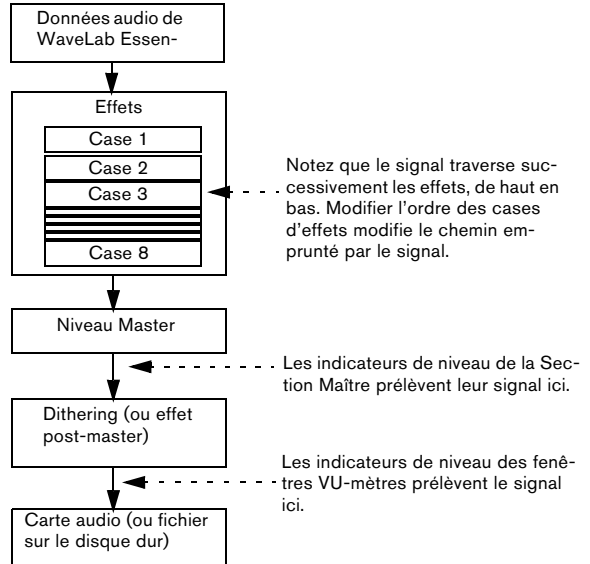 Données audio de
WaveLab Essen-
Effets
Case 1
Case 2
Case 3
Case 8
Notez que le signal traverse suc-
cessivement les effets, de haut en
bas. Modifier l'ordre des cases
d'effets modifie le chemin em-
prunté par le signal.
Niveau Master
Les indicateurs de niveau de la Sec-
tion Maître prélèvent leur signal ici.
Dithering (ou effet
post-master)
Les indicateurs de niveau des fenê-
tres VU-mètres prélèvent le signal
ici.
Carte audio (ou fichier
sur le disque dur)